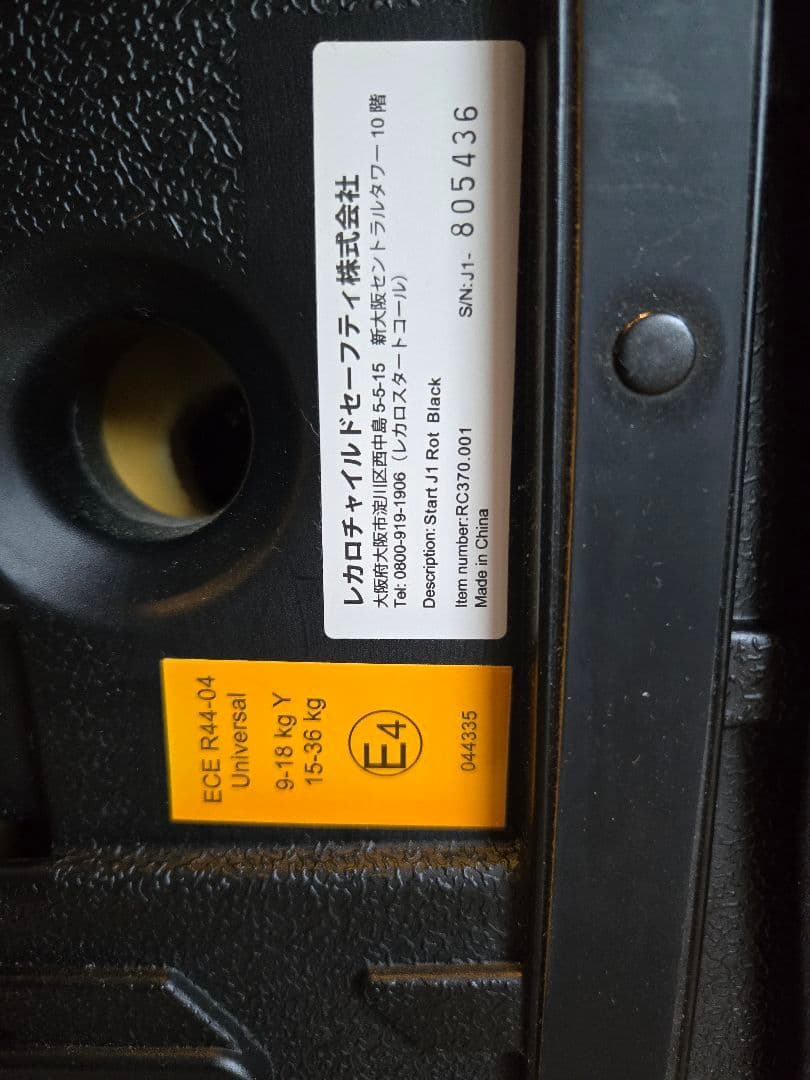 レカロチャイルドセーフティ株式会社
大阪府大阪市淀川区西中島 5-5-15 新大阪セントラルタワー 10 階
Tel: 0800-919-1906（レカロスタートコール）
Description: Start J1 Rot Black
Item number:RC370.001 S/N:J1- 805436
Made in China
ECE R44-04
Universal
9-18 kg Y
15-36 kg
E4
044335